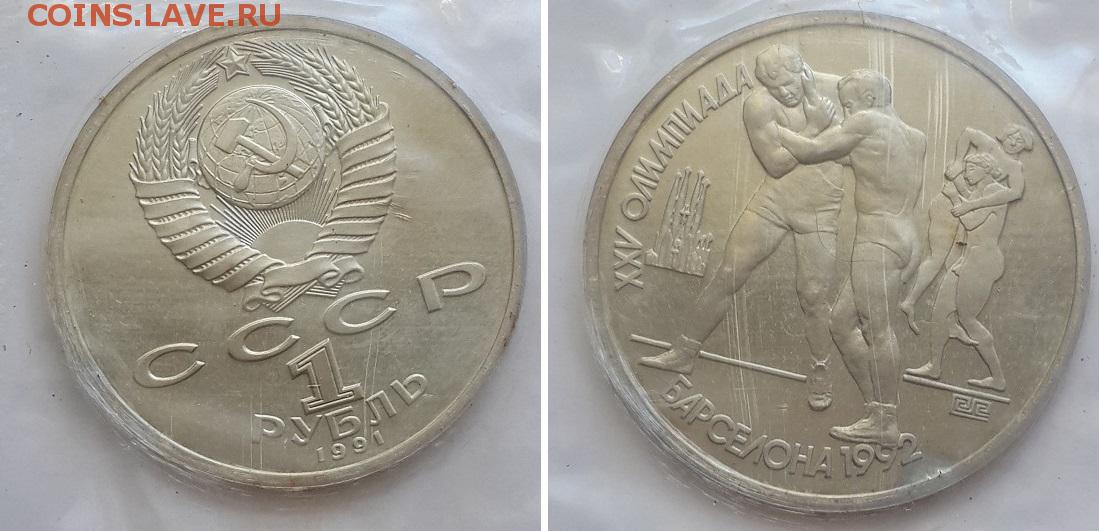 COINS.LAVE.RU
СССР
1
РУБЛЬ
1991
XXV ОЛИМПИАДА
БАРСЕЛОНА 1992